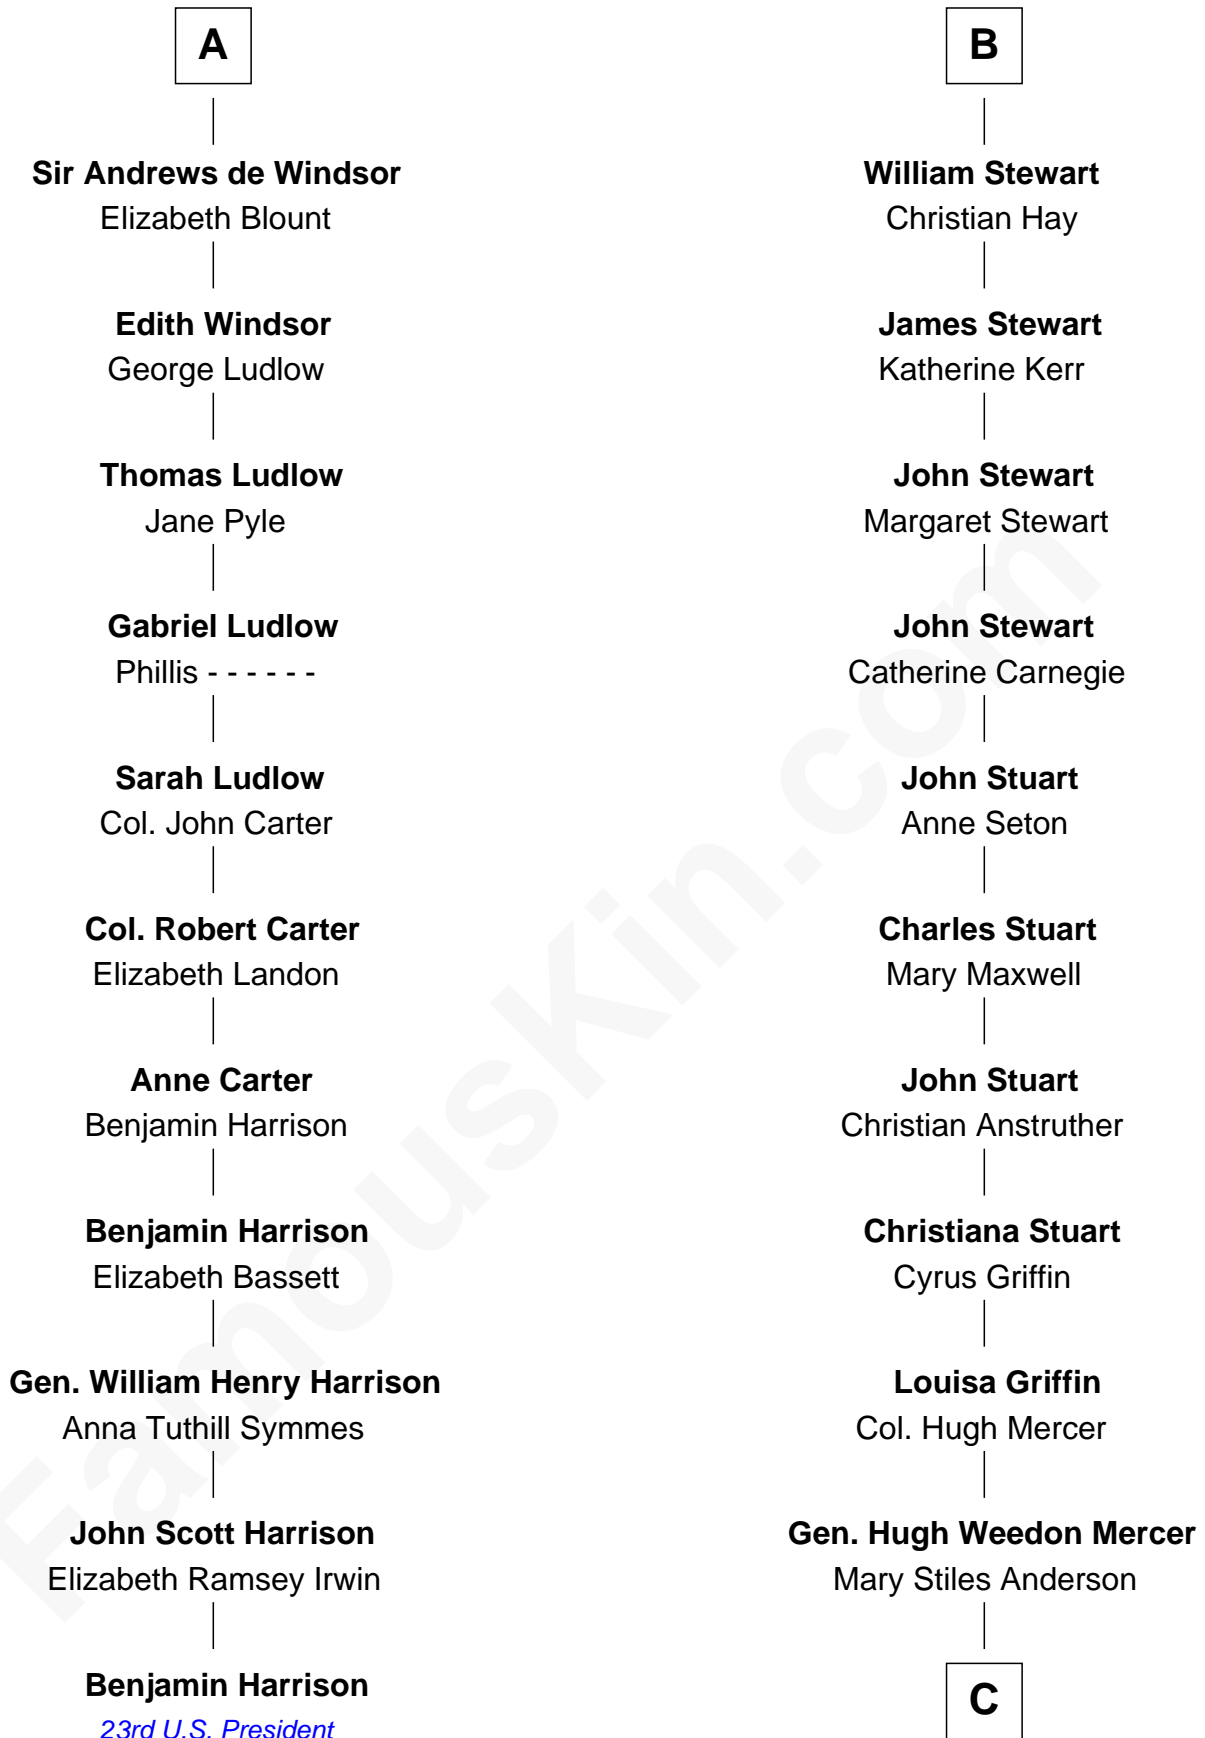 A
Sir Andrews de Windsor
Elizabeth Blount
Edith Windsor
George Ludlow
Thomas Ludlow
Jane Pyle
Gabriel Ludlow
Phillis - - - - - -
Sarah Ludlow
Col. John Carter
Col. Robert Carter
Elizabeth Landon
Anne Carter
Benjamin Harrison
Benjamin Harrison
Elizabeth Bassett
Gen. William Henry Harrison
Anna Tuthill Symmes
John Scott Harrison
Elizabeth Ramsey Irwin
Benjamin Harrison
23rd U.S. President
B
William Stewart
Christian Hay
James Stewart
Katherine Kerr
John Stewart
Margaret Stewart
John Stewart
Catherine Carnegie
John Stuart
Anne Seton
Charles Stuart
Mary Maxwell
John Stuart
Christian Anstruther
Christiana Stuart
Cyrus Griffin
Louisa Griffin
Col. Hugh Mercer
Gen. Hugh Weedon Mercer
Mary Stiles Anderson
C
FamousKin.com